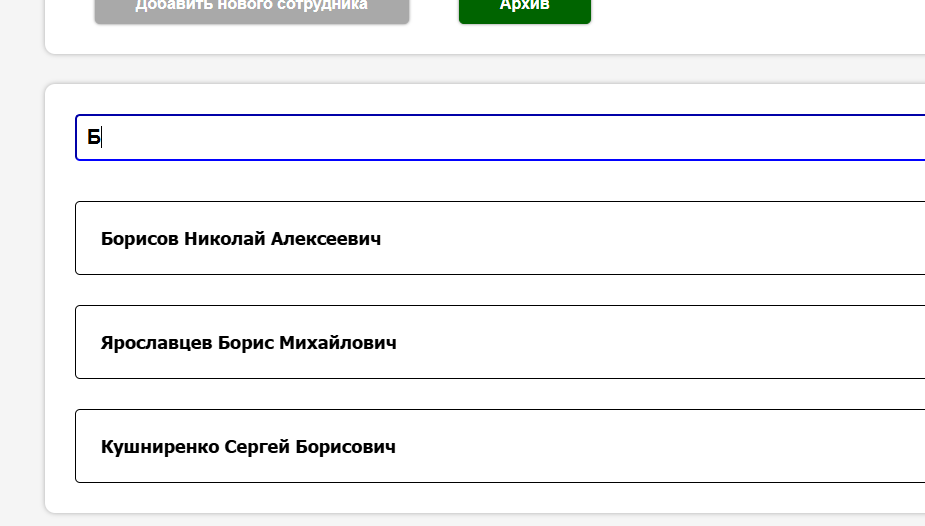 Добавить нового сотрудника
Архив
Б
Борисов Николай Алексеевич
Ярославцев Борис Михайлович
Кушниренко Сергей Борисович